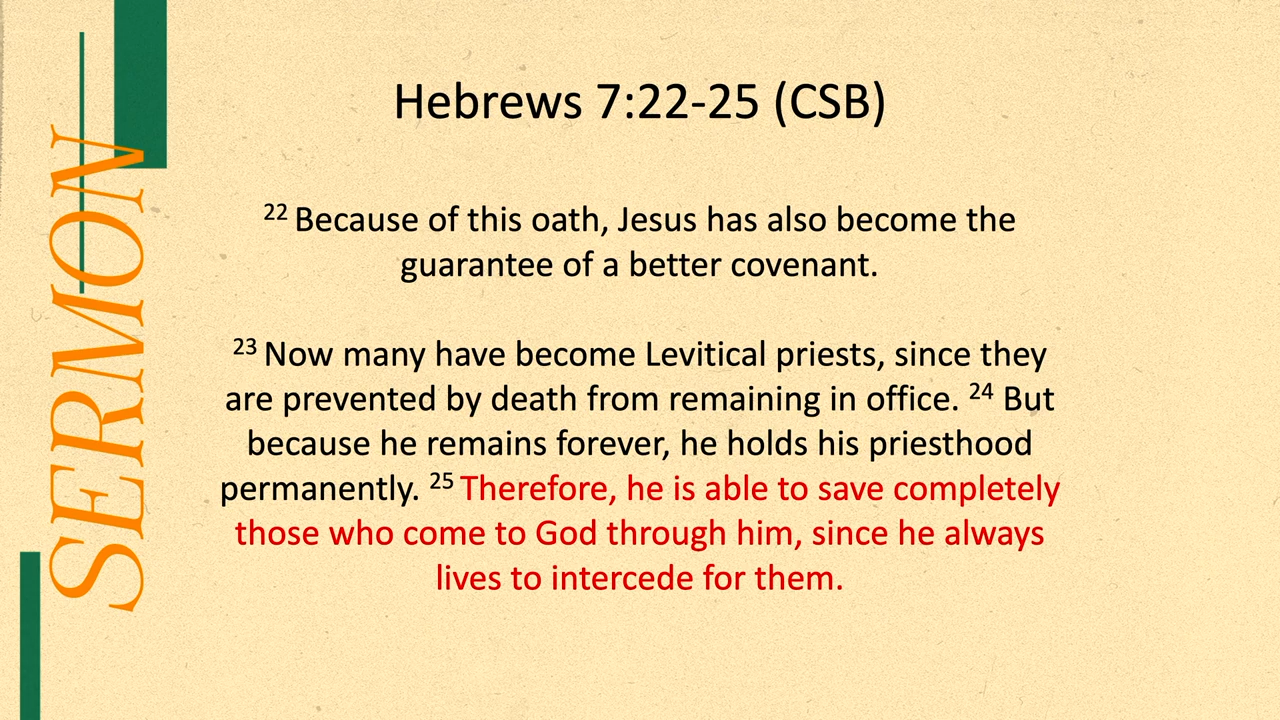 SERMON
Hebrews 7:22-25 (CSB)
22 Because of this oath, Jesus has also become the
guarantee of a better covenant.
23 Now many have become Levitical priests, since they
are prevented by death from remaining in office. 24 But
because he remains forever, he holds his priesthood
permanently. 25 Therefore, he is able to save completely
those who come to God through him, since he always
lives to intercede for them.